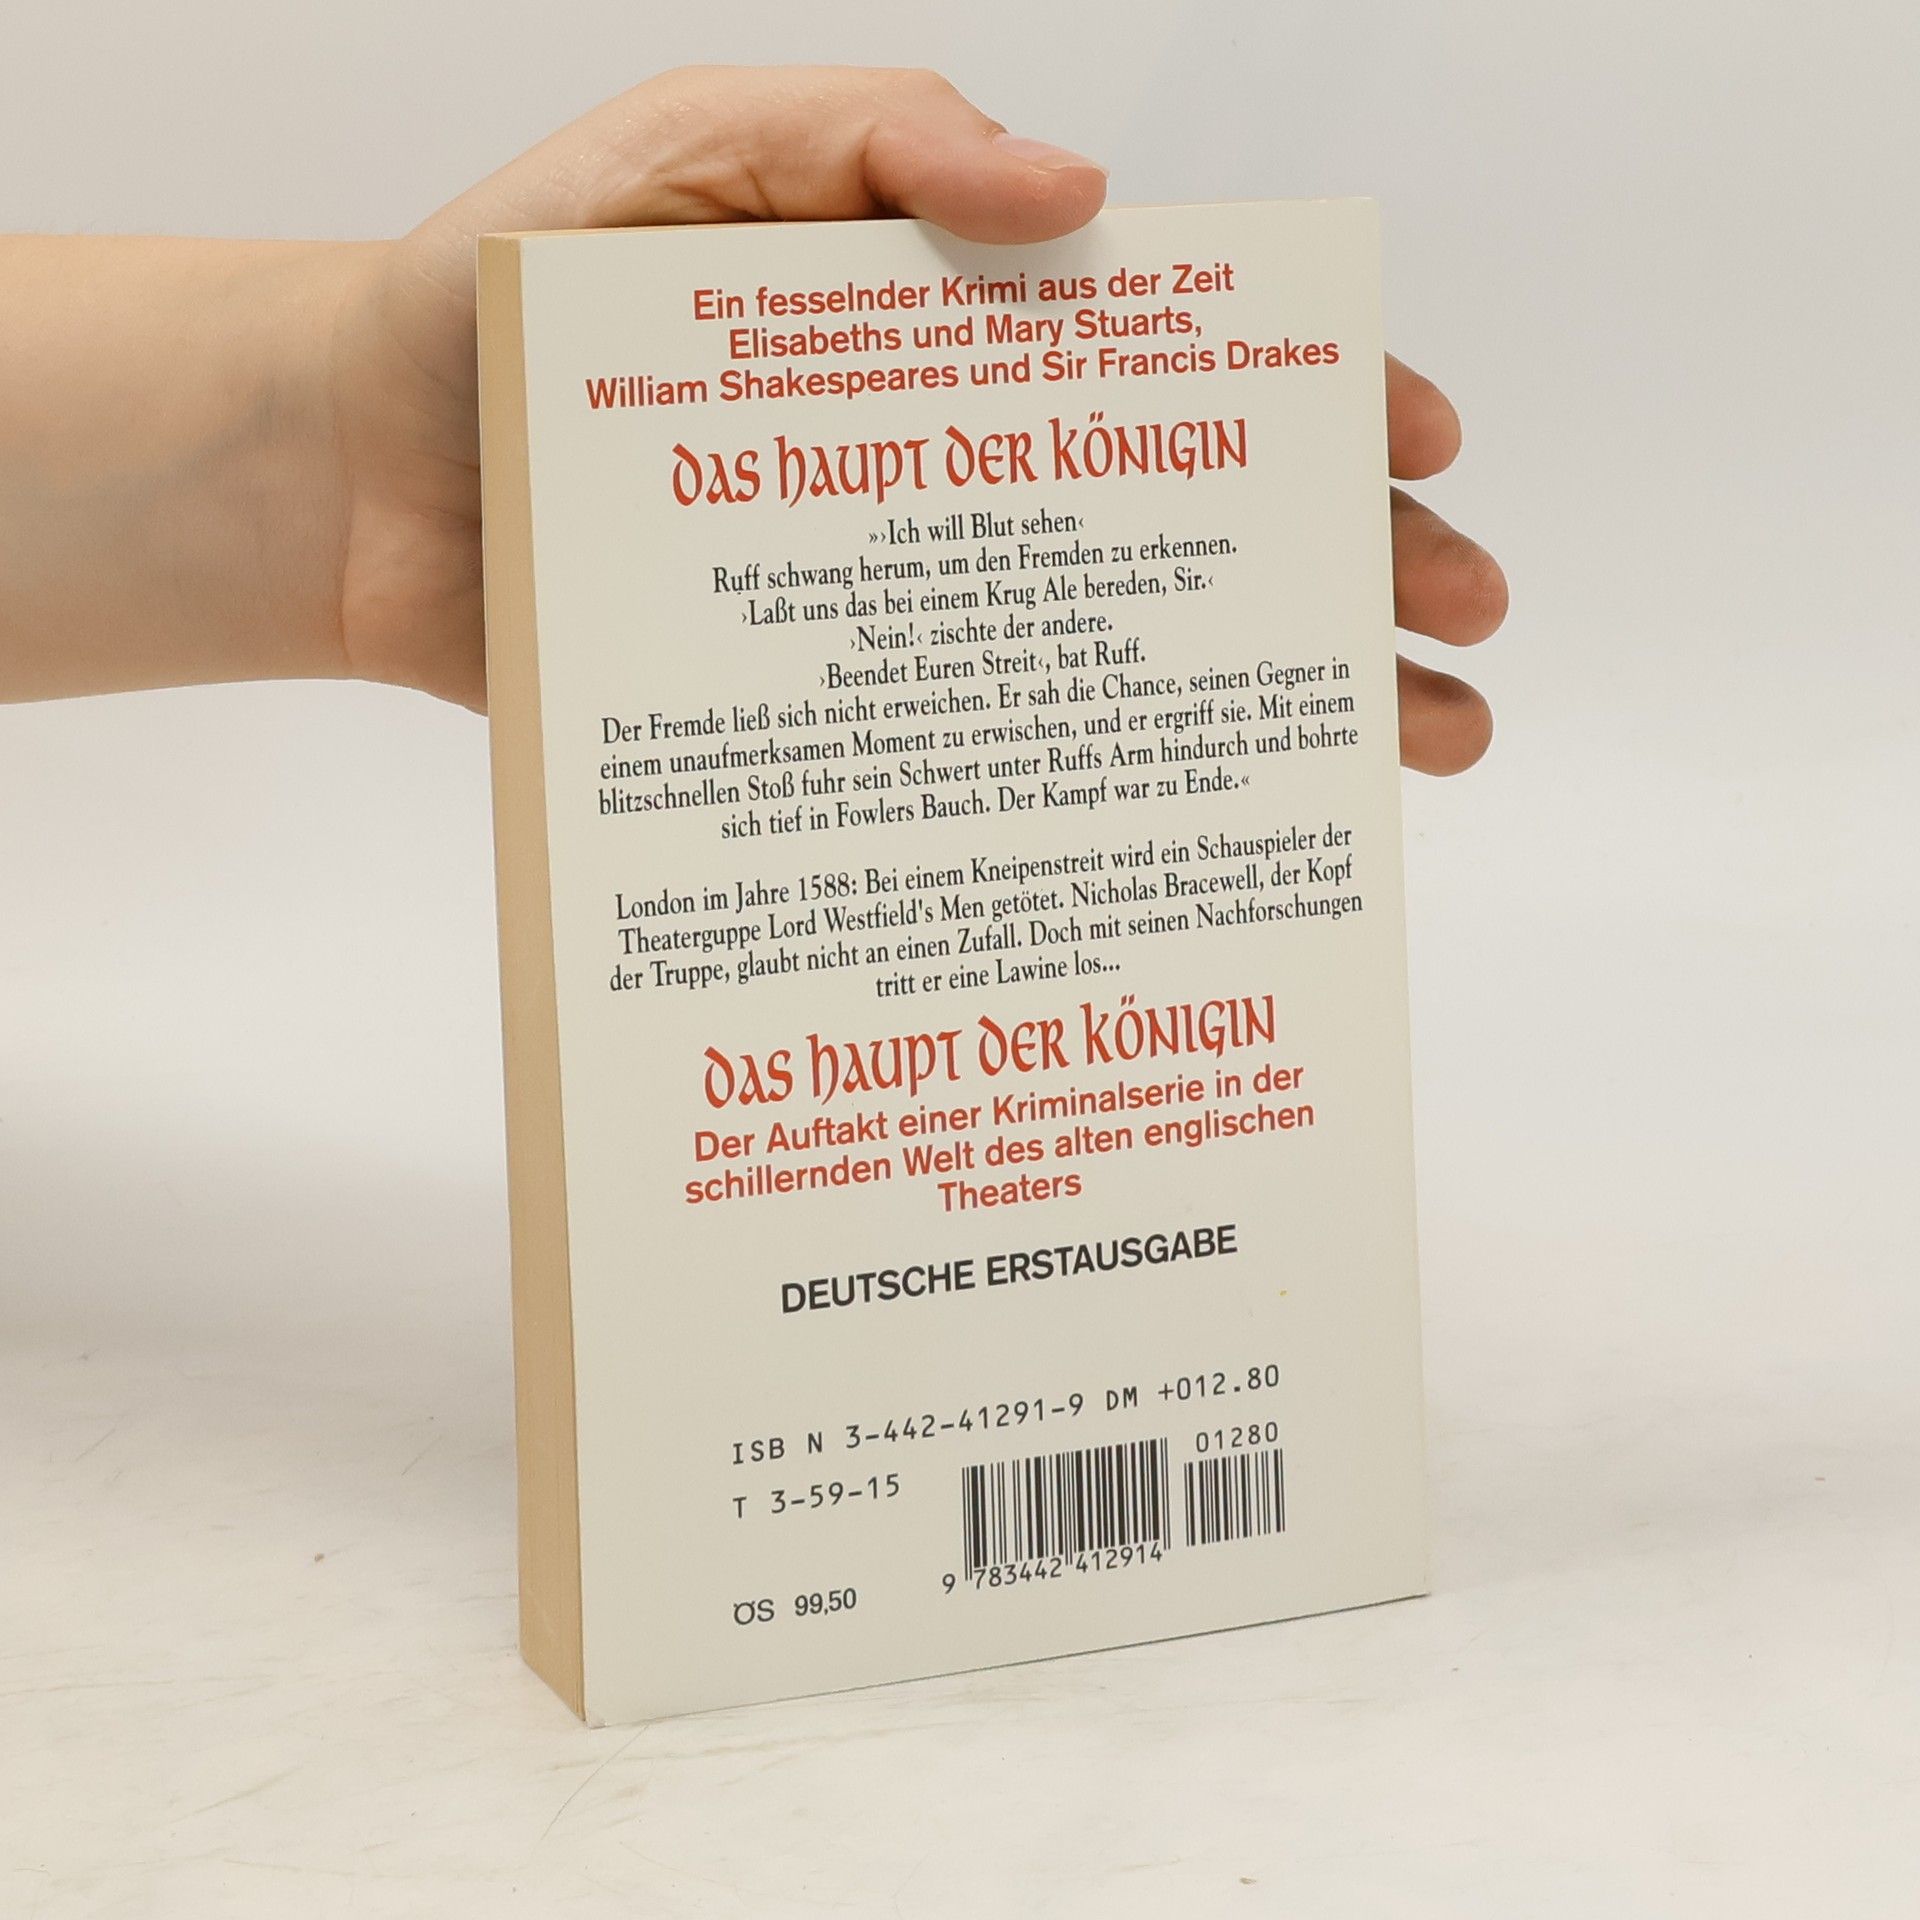 Ein fesselnder Krimi aus der Zeit
Elisabeths und Mary Stuarts,
William Shakespeares und Sir Francis Drakes
DAS HAUPT DER KÖNIGIN
»›Ich will Blut sehen‹
Ruff schwang herum, um den Fremden zu erkennen.
›Laßt uns das bei einem Krug Ale bereden, Sir.‹
›Nein!‹ zischte der andere.
›Beendet Euren Streit‹, bat Ruff.
Der Fremde ließ sich nicht erweichen. Er sah die Chance, seinen Gegner in
einem unaufmerksamen Moment zu erwischen, und er ergriff sie. Mit einem
blitzschnellen Stoß fuhr sein Schwert unter Ruffs Arm hindurch und bohrte
sich tief in Fowlers Bauch. Der Kampf war zu Ende.«
London im Jahre 1588: Bei einem Kneipenstreit wird ein Schauspieler der
Theaterguppe Lord Westfield's Men getötet. Nicholas Bracewell, der Kopf
der Truppe, glaubt nicht an einen Zufall. Doch mit seinen Nachforschungen
tritt er eine Lawine los...
DAS HAUPT DER KÖNIGIN
Der Auftakt einer Kriminalserie in der
schillernden Welt des alten englischen
Theaters
DEUTSCHE ERSTAUSGABE
ISB N 3-442-41291-9 DM +012.80
T 3-59-15
01280
9 783442 412914
ÖS 99,50